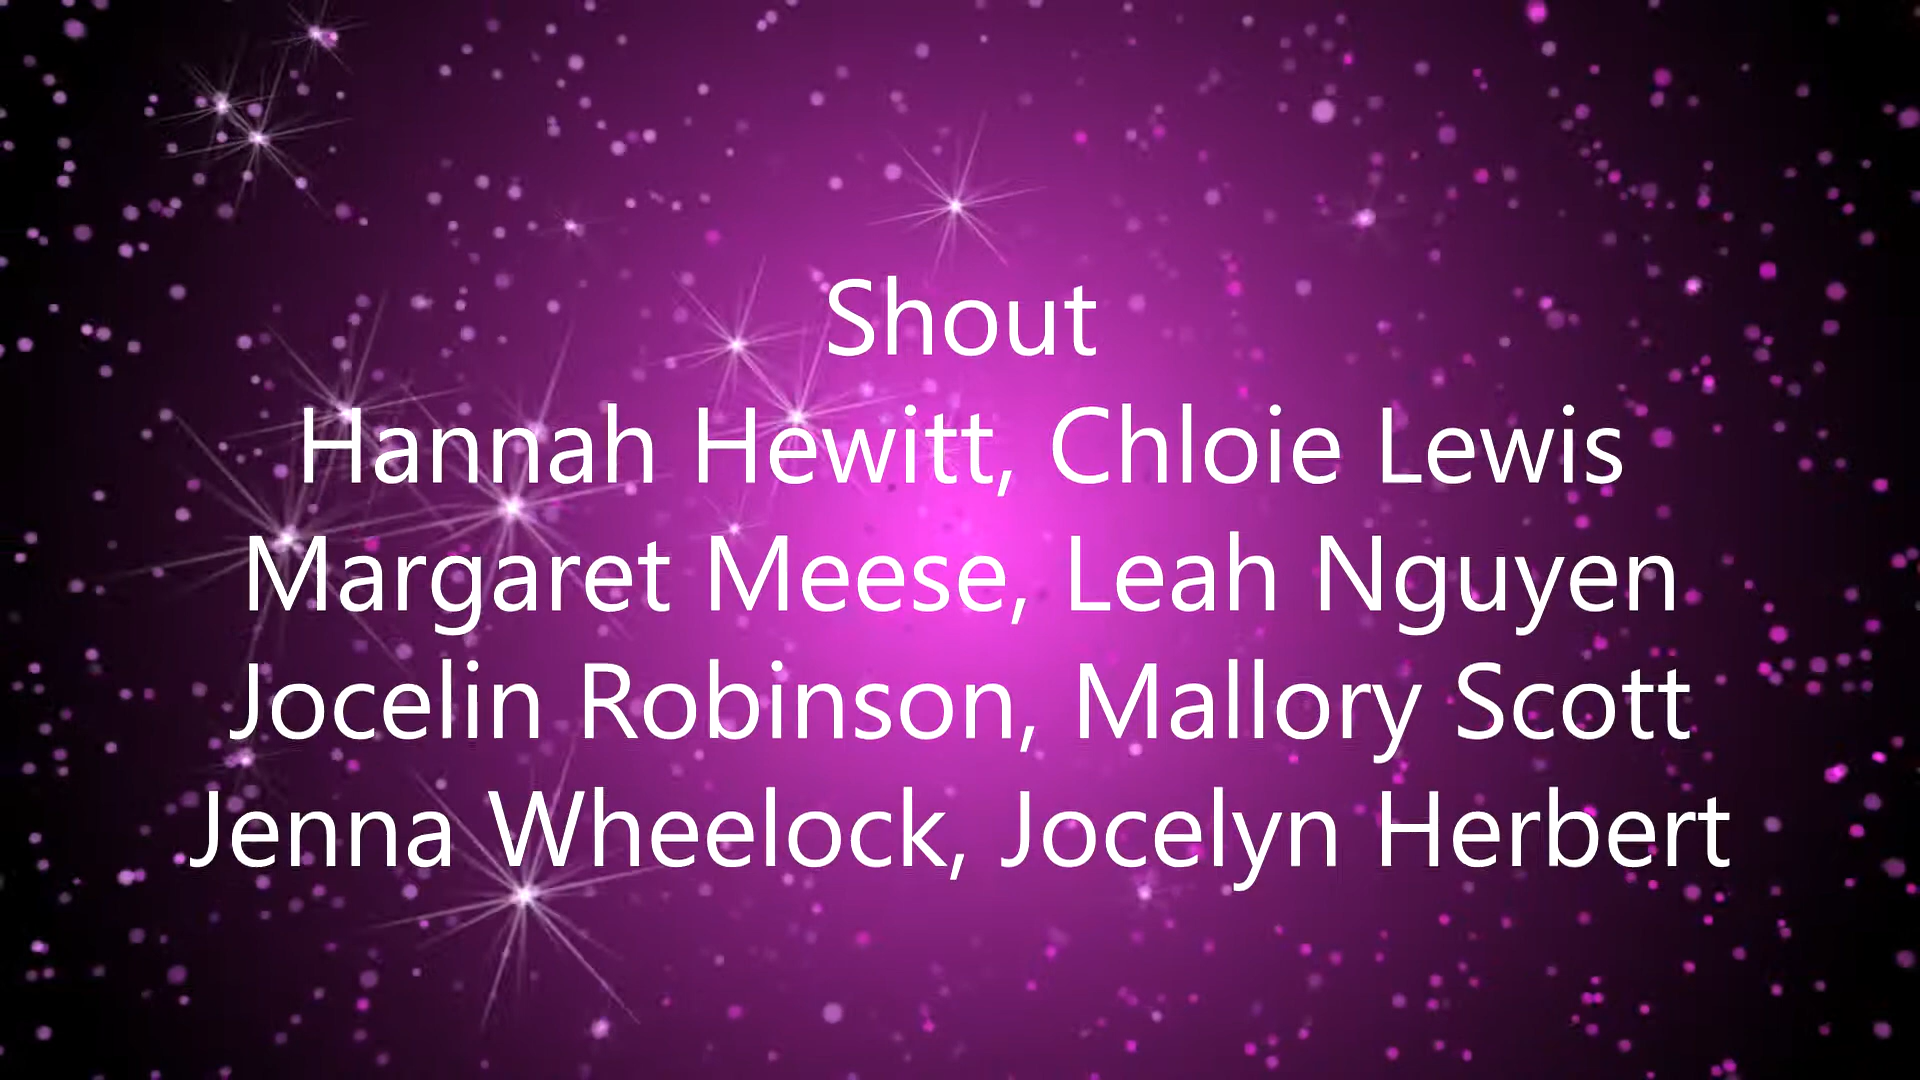 Shout
Hannah Hewitt, Chloie Lewis
Margaret Meese, Leah Nguyen
Jocelin Robinson, Mallory Scott
Jenna Wheelock, Jocelyn Herbert